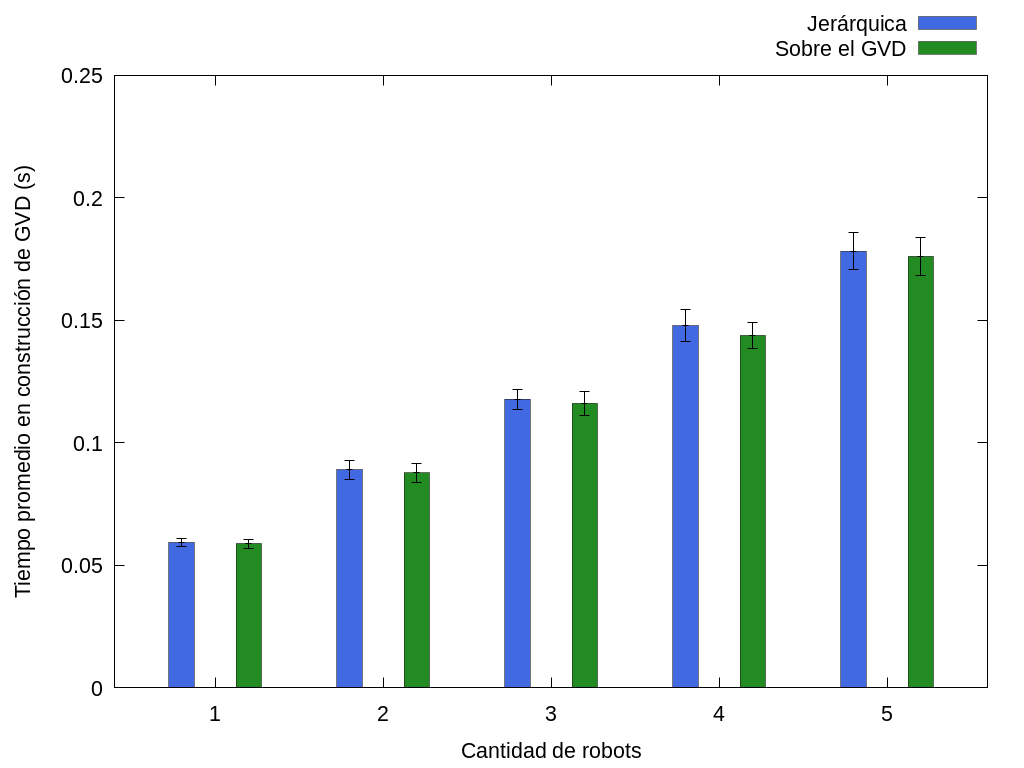 Jerárquica
Sobre el GVD
0.25
0.2
0.15
0.1
0.05
0
Tiempo promedio en construcción de GVD (s)
1 2 3 4 5
Cantidad de robots